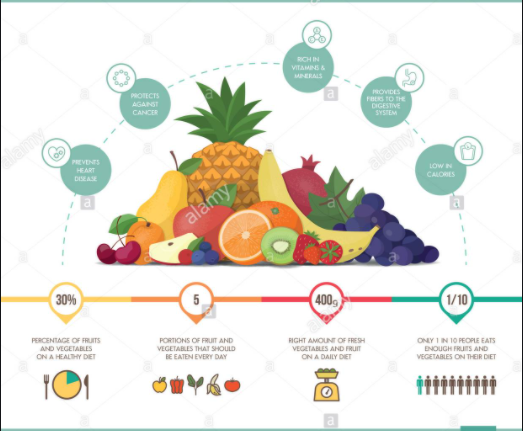 RICH IN
VITAMINS &
MINERALS
PROTECTS
AGAINST
CANCER
PROVIDES
FIBERS TO THE
DIGESTIVE
SYSTEM
PREVENTS
HEART
DISEASE
LOW IN
CALORIES
alamy
30%
5
400g
1/10
PERCENTAGE OF FRUITS
AND VEGETABLES
ON A HEALTHY DIET
PORTIONS OF FRUIT AND
VEGETABLES THAT SHOULD
BE EATEN EVERY DAY
RIGHT AMOUNT OF FRESH
VEGETABLES AND FRUIT
ON A DAILY DIET
ONLY 1 IN 10 PEOPLE EATS
ENOUGH FRUITS AND
VEGETABLES ON THEIR DIET